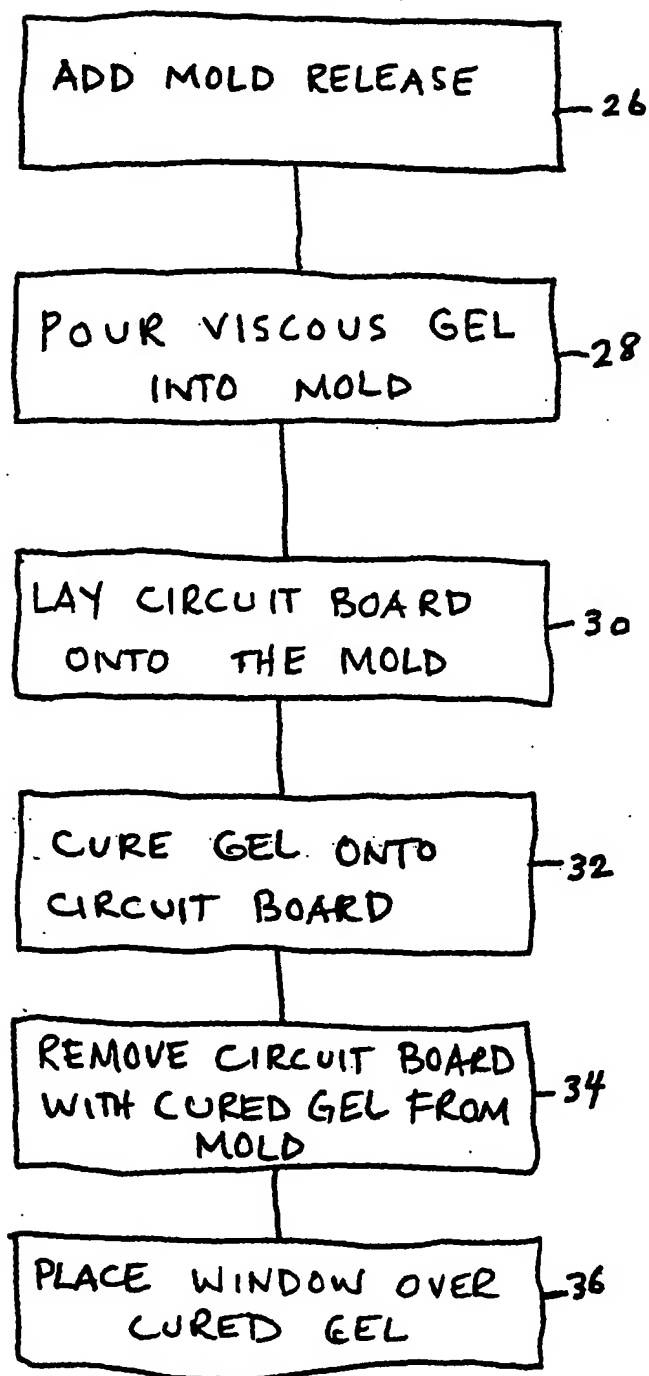 ADD MOLD RELEASE
26
POUR VISCOUS GEL
INTO MOLD
28
LAY CIRCUIT BOARD
ONTO THE MOLD
30
CURE GEL ONTO
CIRCUIT BOARD
32
REMOVE CIRCUIT BOARD
WITH CURED GEL FROM
MOLD
34
PLACE WINDOW OVER
CURED GEL
36